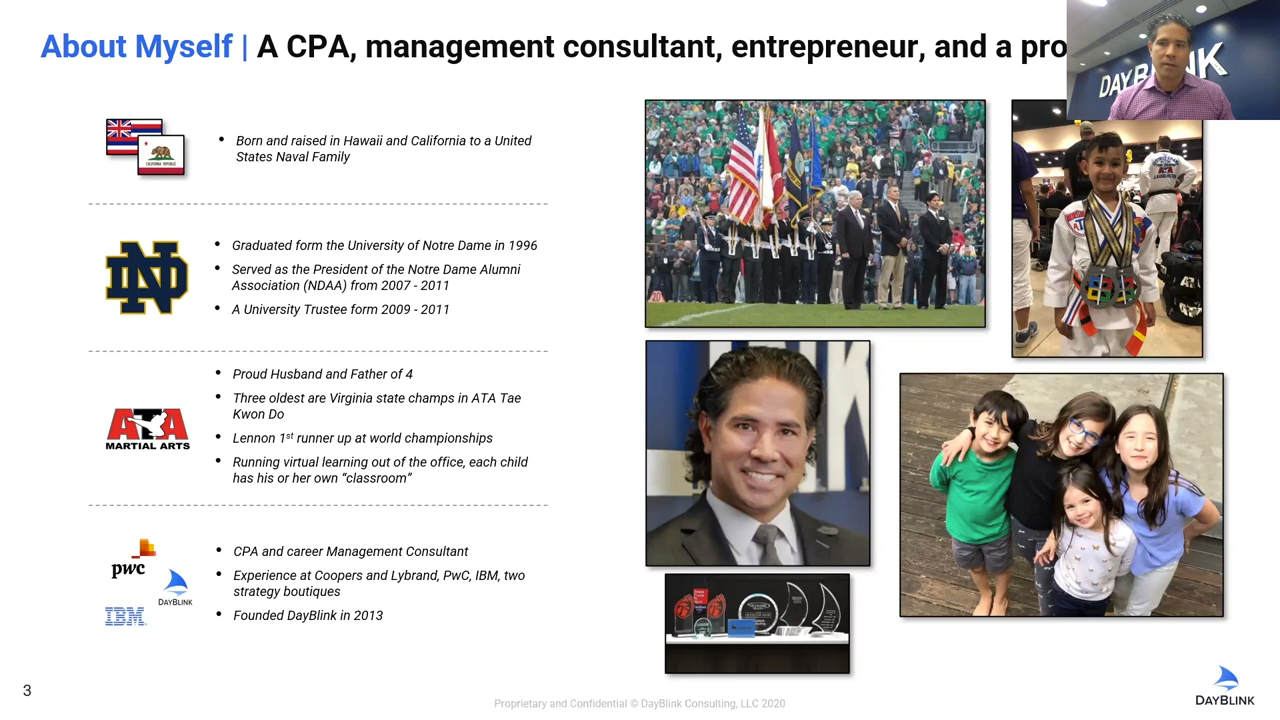 About Myself | A CPA, management consultant, entrepreneur, and a pro
DAYBLINK
CALIFORNIA REPUBLIC
Born and raised in Hawaii and California to a United
States Naval Family
ND
Graduated form the University of Notre Dame in 1996
Served as the President of the Notre Dame Alumni
Association (NDAA) from 2007 - 2011
A University Trustee form 2009 - 2011
ATA
MARTIAL ARTS
Proud Husband and Father of 4
Three oldest are Virginia state champs in ATA Tae
Kwon Do
Lennon 1st runner up at world championships
Running virtual learning out of the office, each child
has his or her own “classroom”
pwc
DAYBLINK
IBM
CPA and career Management Consultant
Experience at Coopers and Lybrand, PwC, IBM, two
strategy boutiques
Founded DayBlink in 2013
3
Proprietary and Confidential © DayBlink Consulting, LLC 2020
DAYBLINK